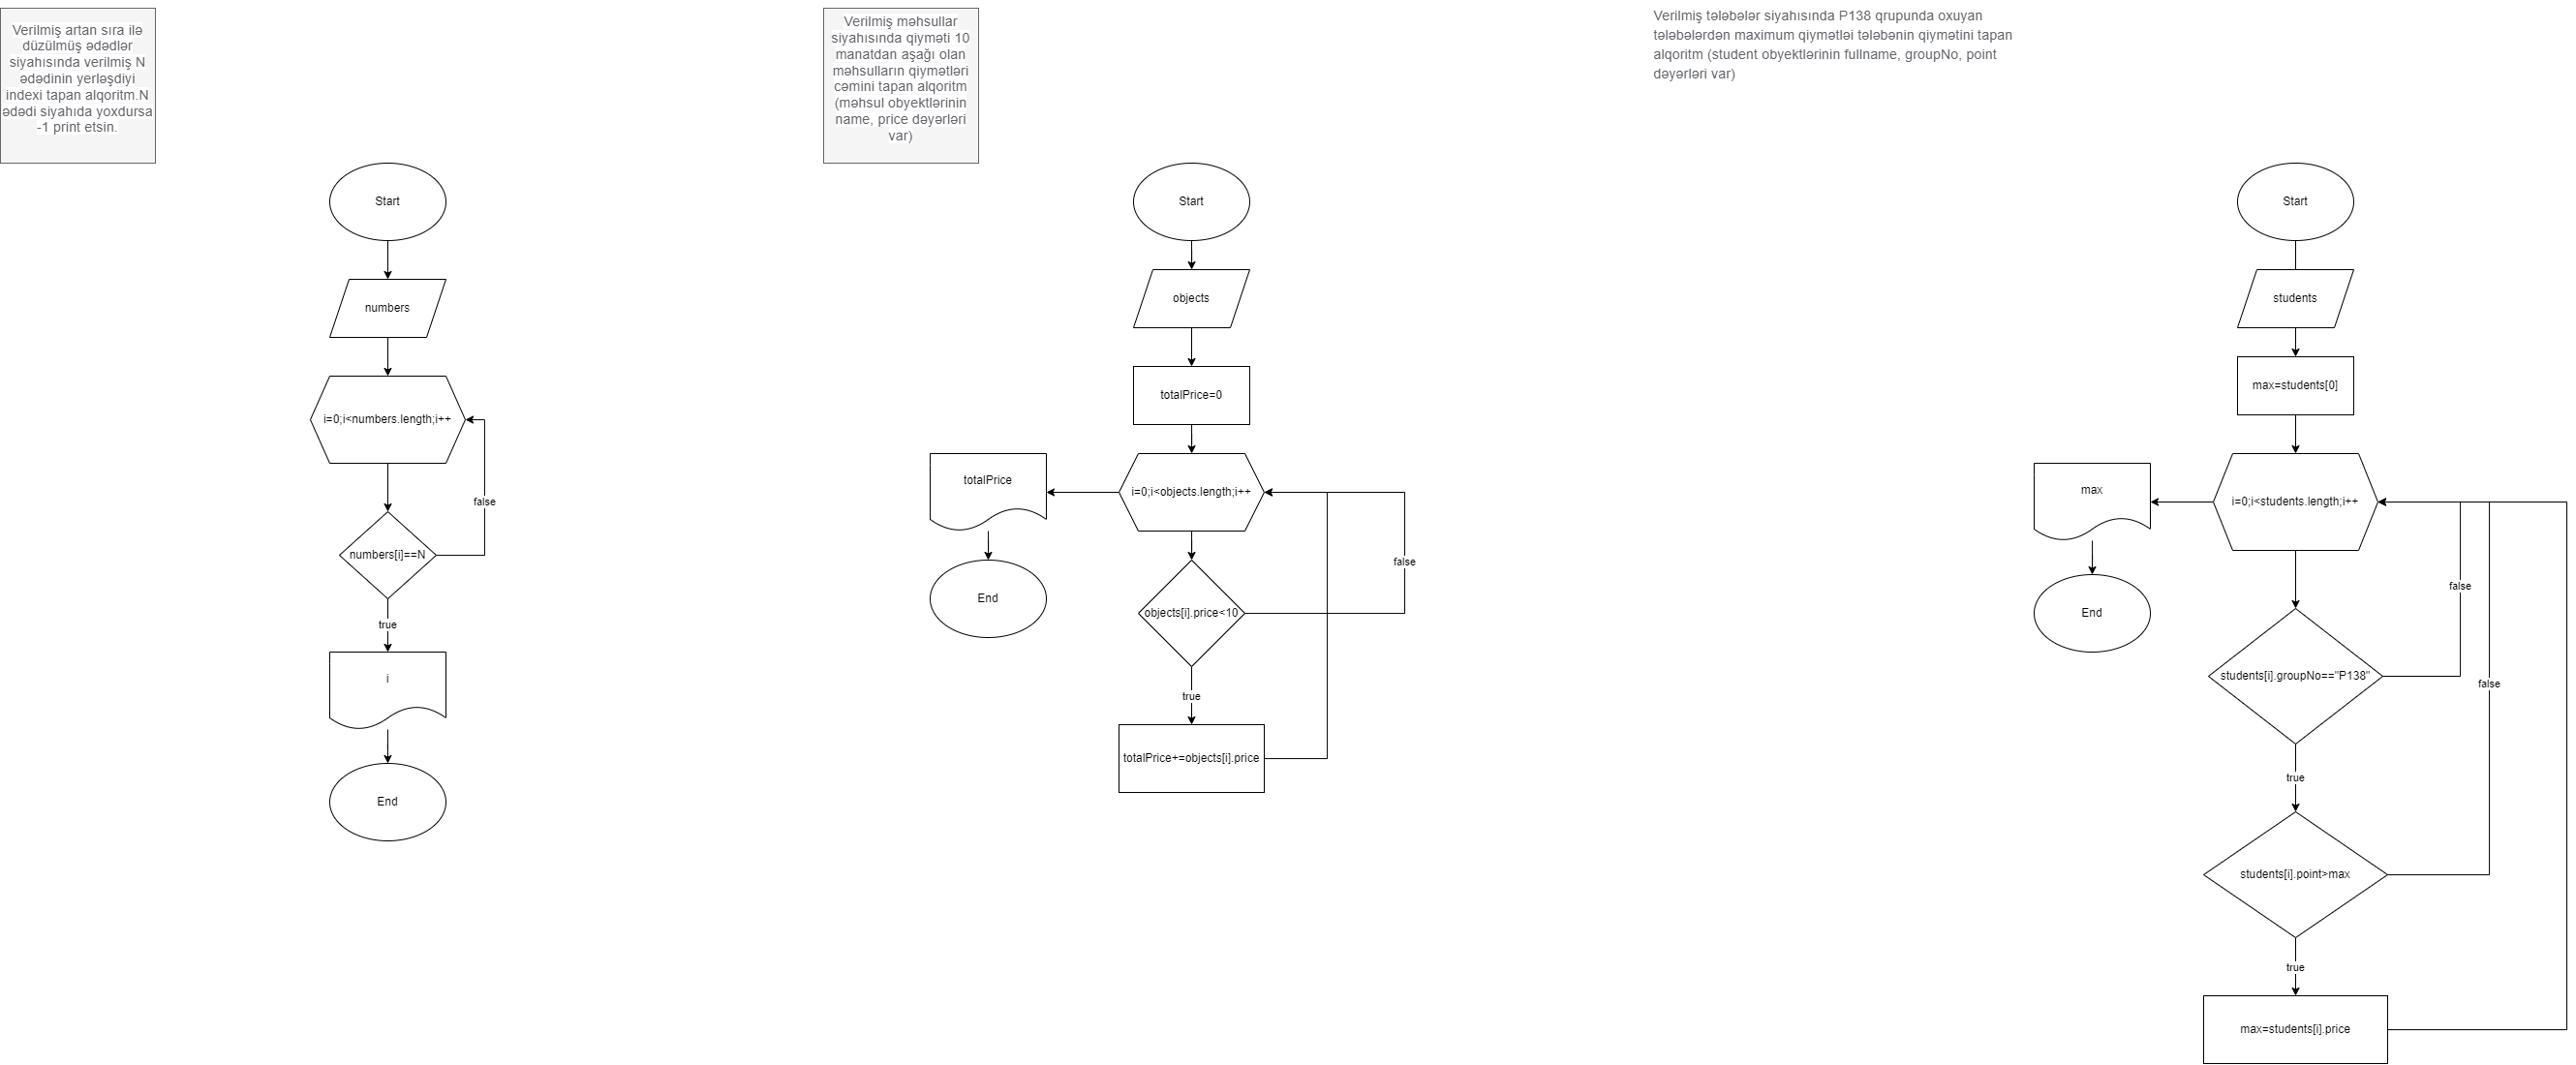 Verilmiş artan sıra ilə
düzülmüş ədədlər
siyahısında verilmiş N
ədədinin yerləşdiyi
indexi tapan alqoritm.N
ədədi siyahıda yoxdursa
-1 print etsin.
Start
numbers
i=0;i<numbers.length;i++
false
numbers[i]==N
true
i
End
Verilmiş məhsullar
siyahısında qiyməti 10
manatdan aşağı olan
məhsulların qiymətləri
cəmini tapan alqoritm
(məhsul obyektlərinin
name, price dəyərləri
var)
Start
objects
totalPrice=0
totalPrice
i=0;i<objects.length;i++
false
End
objects[i].price<10
true
totalPrice+=objects[i].price
Verilmiş tələbələr siyahısında P138 qrupunda oxuyan
tələbələrdən maximum qiymətləi tələbənin qiymətini tapan
alqoritm (student obyektlərinin fullname, groupNo, point
dəyərləri var)
Start
students
max=students[0]
max
i=0;i<students.length;i++
false
End
students[i].groupNo=="P138"
false
true
students[i].point>max
true
max=students[i].price